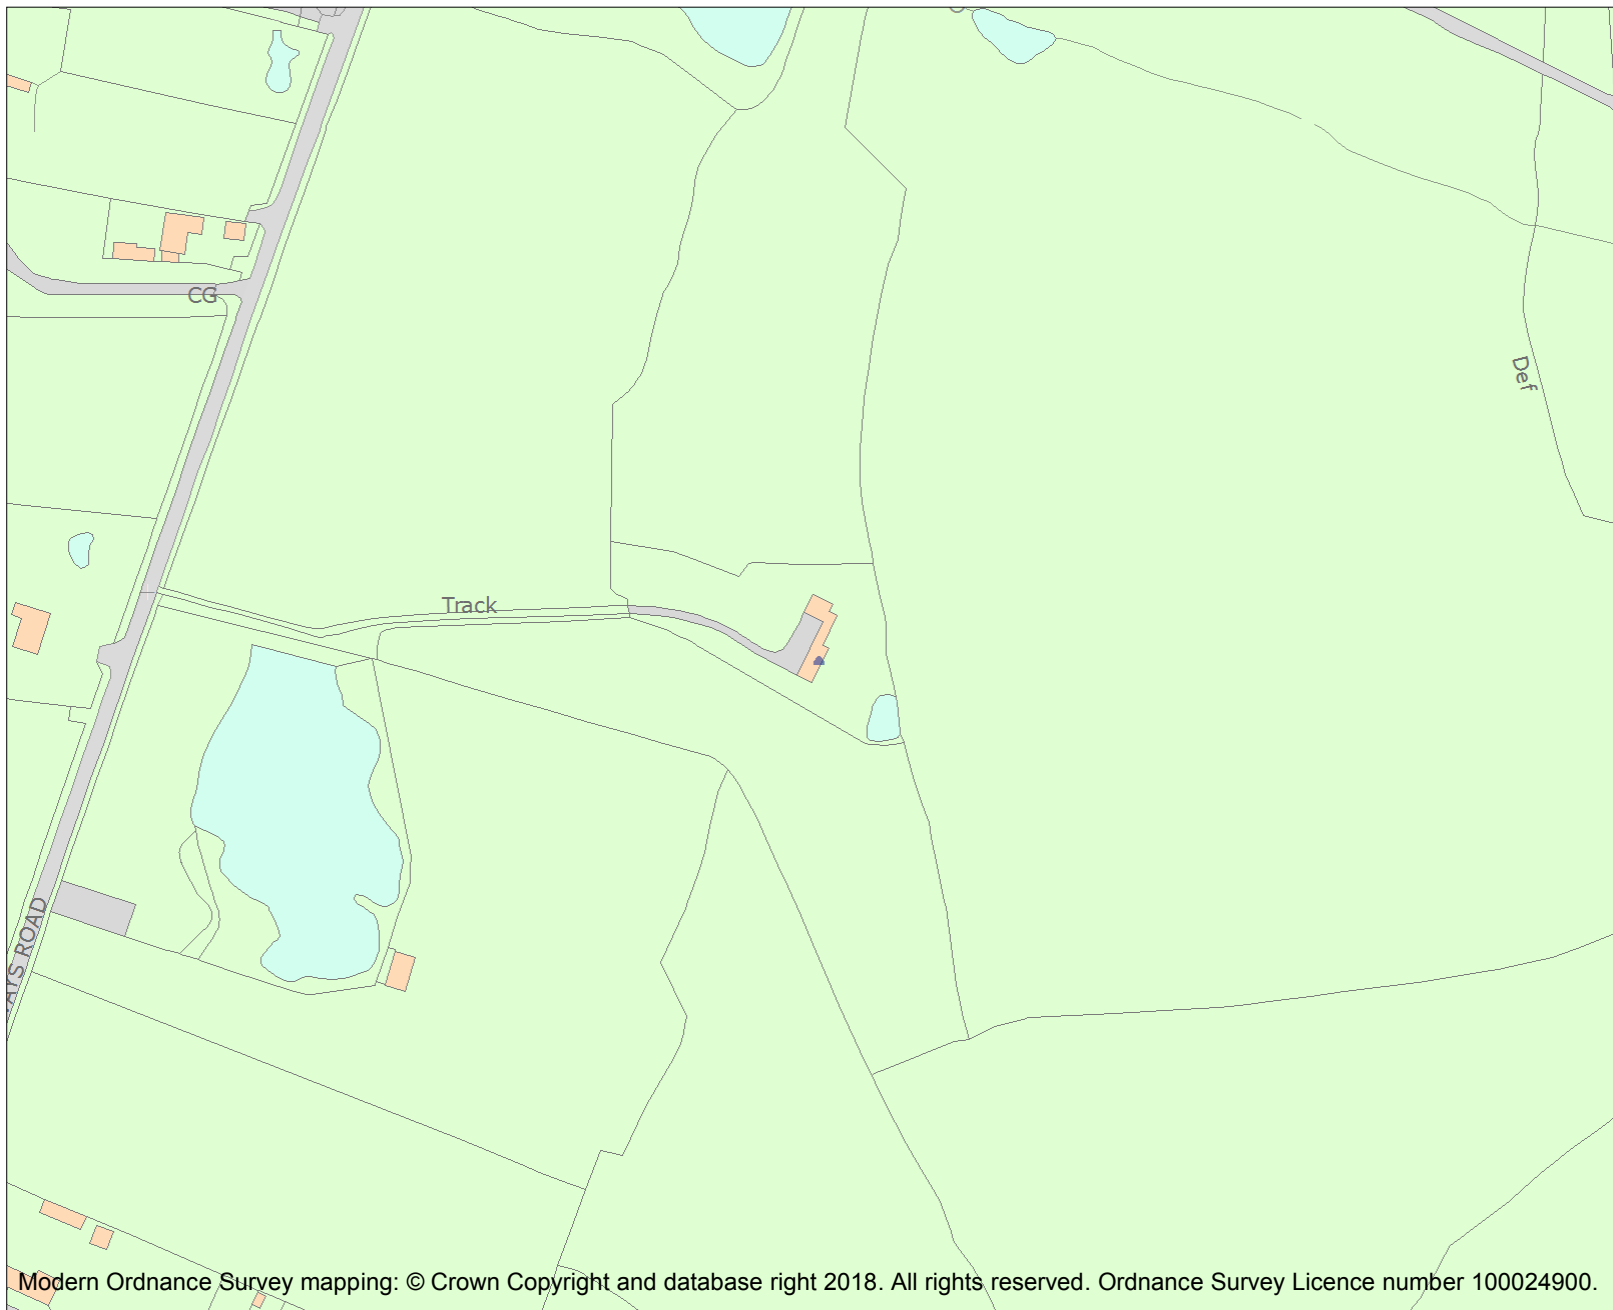 CG
Def
Track
AYS ROAD
Modern Ordnance Survey mapping: © Crown Copyright and database right 2018. All rights reserved. Ordnance Survey Licence number 100024900.